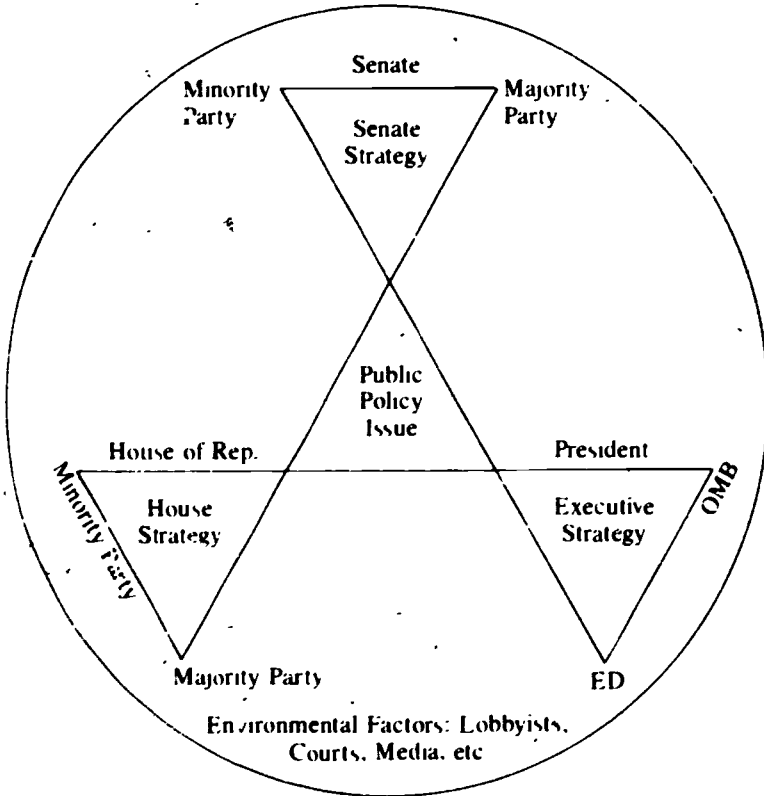 Senate
Minority
Party
Majority
Party
Senate
Strategy
Public
Policy
Issue
House of Rep.
President
Minority Party
House
Strategy
Executive
Strategy
OMB
Majority Party
ED
Environmental Factors: Lobbyists,
Courts, Media, etc